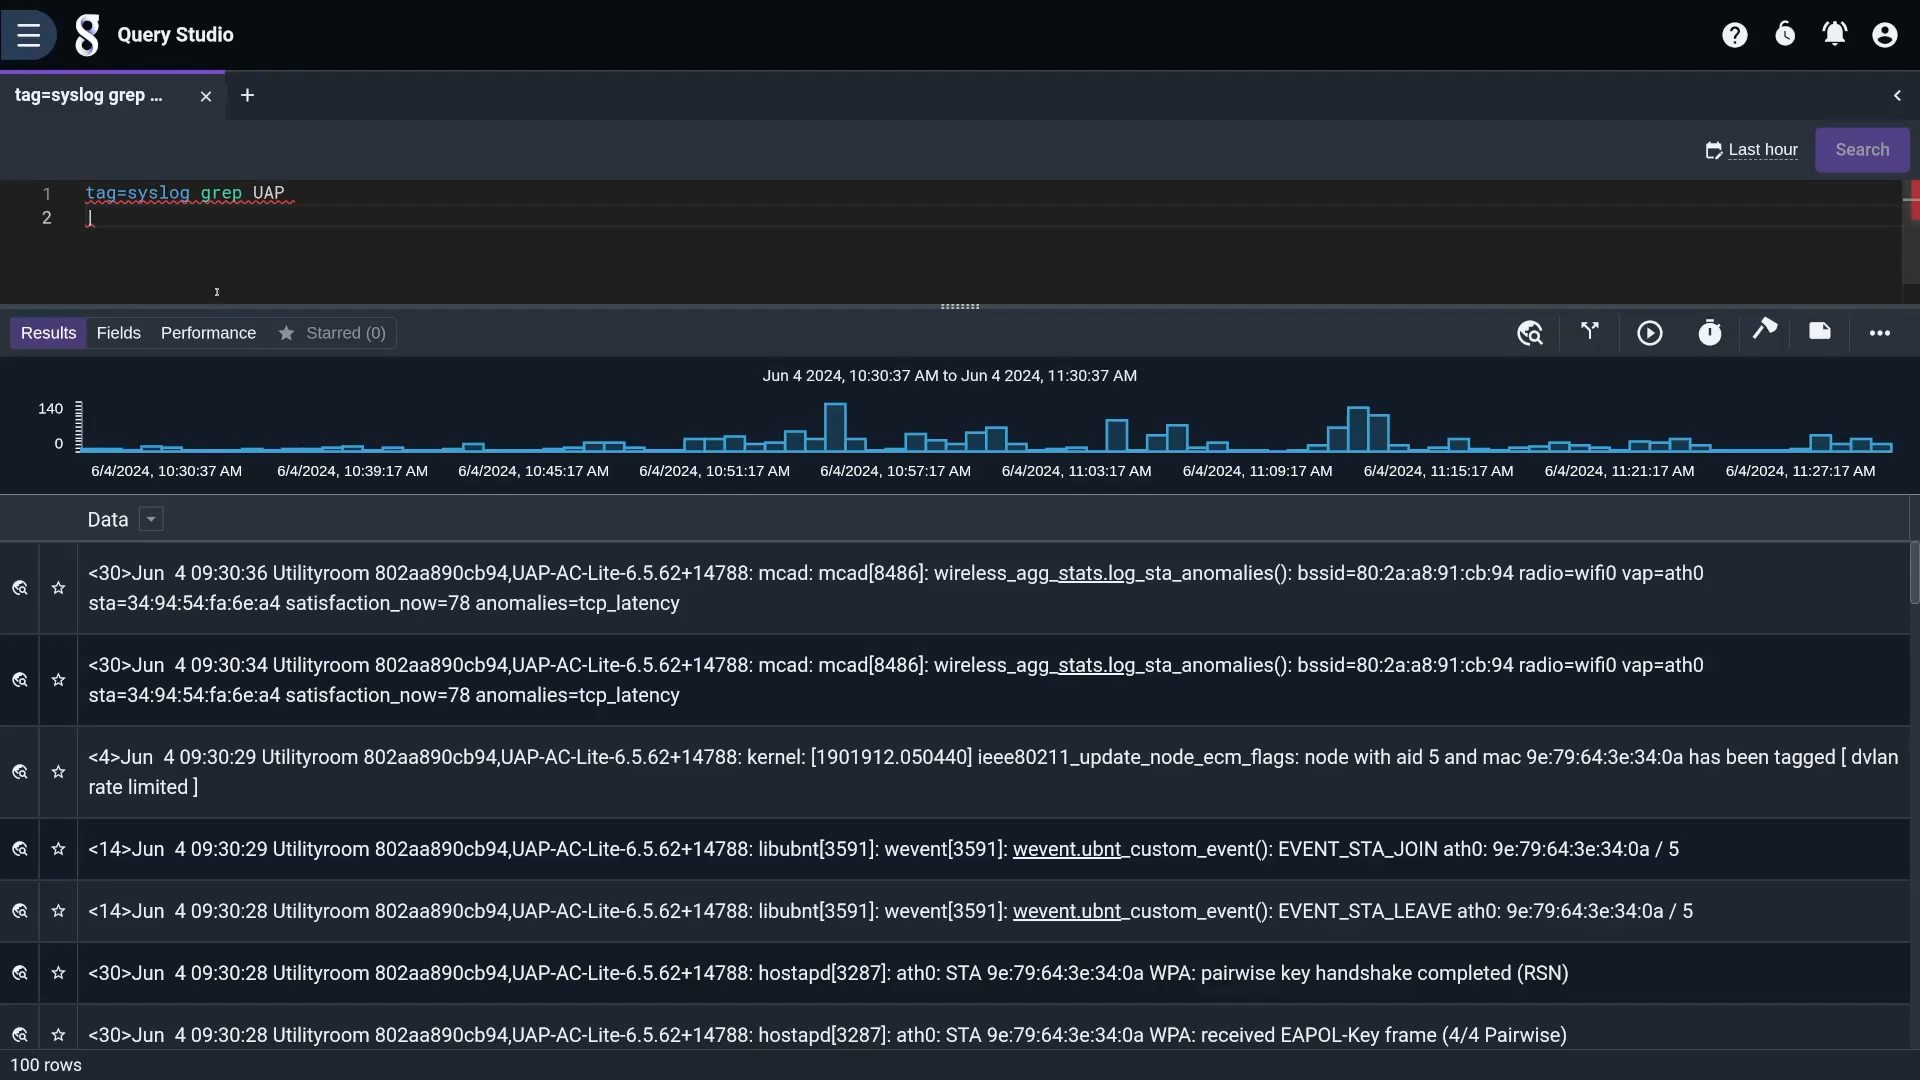 Query Studio
tag=syslog grep ...
Last hour
Search
1 tag=syslog grep UAP
2 |
Results Fields Performance Starred (0)
Jun 4 2024, 10:30:37 AM to Jun 4 2024, 11:30:37 AM
140
0
6/4/2024, 10:30:37 AM 6/4/2024, 10:39:17 AM 6/4/2024, 10:45:17 AM 6/4/2024, 10:51:17 AM 6/4/2024, 10:57:17 AM 6/4/2024, 11:03:17 AM 6/4/2024, 11:09:17 AM 6/4/2024, 11:15:17 AM 6/4/2024, 11:21:17 AM 6/4/2024, 11:27:17 AM
Data
<30>Jun  4 09:30:36 Utilityroom 802aa890cb94,UAP-AC-Lite-6.5.62+14788: mcad: mcad[8486]: wireless_agg_stats.log_sta_anomalies(): bssid=80:2a:a8:91:cb:94 radio=wifi0 vap=ath0
sta=34:94:54:fa:6e:a4 satisfaction_now=78 anomalies=tcp_latency
<30>Jun  4 09:30:34 Utilityroom 802aa890cb94,UAP-AC-Lite-6.5.62+14788: mcad: mcad[8486]: wireless_agg_stats.log_sta_anomalies(): bssid=80:2a:a8:91:cb:94 radio=wifi0 vap=ath0
sta=34:94:54:fa:6e:a4 satisfaction_now=78 anomalies=tcp_latency
<4>Jun  4 09:30:29 Utilityroom 802aa890cb94,UAP-AC-Lite-6.5.62+14788: kernel: [1901912.050440] ieee80211_update_node_ecm_flags: node with aid 5 and mac 9e:79:64:3e:34:0a has been tagged [ dvlan
rate limited ]
<14>Jun  4 09:30:29 Utilityroom 802aa890cb94,UAP-AC-Lite-6.5.62+14788: libubnt[3591]: wevent[3591]: wevent.ubnt_custom_event(): EVENT_STA_JOIN ath0: 9e:79:64:3e:34:0a / 5
<14>Jun  4 09:30:28 Utilityroom 802aa890cb94,UAP-AC-Lite-6.5.62+14788: libubnt[3591]: wevent[3591]: wevent.ubnt_custom_event(): EVENT_STA_LEAVE ath0: 9e:79:64:3e:34:0a / 5
<30>Jun  4 09:30:28 Utilityroom 802aa890cb94,UAP-AC-Lite-6.5.62+14788: hostapd[3287]: ath0: STA 9e:79:64:3e:34:0a WPA: pairwise key handshake completed (RSN)
<30>Jun  4 09:30:28 Utilityroom 802aa890cb94,UAP-AC-Lite-6.5.62+14788: hostapd[3287]: ath0: STA 9e:79:64:3e:34:0a WPA: received EAPOL-Key frame (4/4 Pairwise)
100 rows